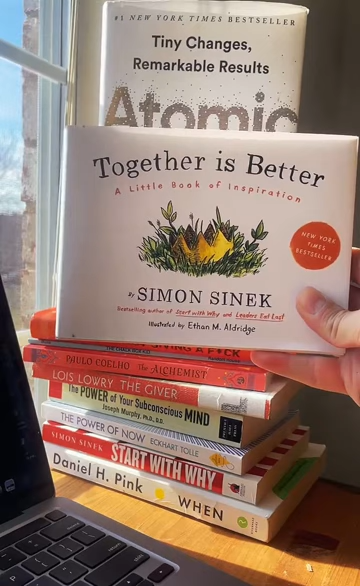 #1 NEW YORK TIMES BESTSELLER
Tiny Changes,
Remarkable Results
Atomic
Together is Better
A Little Book of Inspiration
NEW YORK
TIMES
BESTSELLER
By SIMON SINEK
Bestselling author of Start with Why and Leaders Eat Last
Illustrated by Ethan M. Aldridge
GIVING A F*CK
PAULO COELHO The ALCHEMIST
LOIS LOWRY THE GIVER
The POWER of Your Subconscious MIND
Joseph Murphy, Ph.D., D.D.
THE POWER OF NOW ECKHART TOLLE
SIMON SINEK START WITH WHY
Daniel H. Pink WHEN